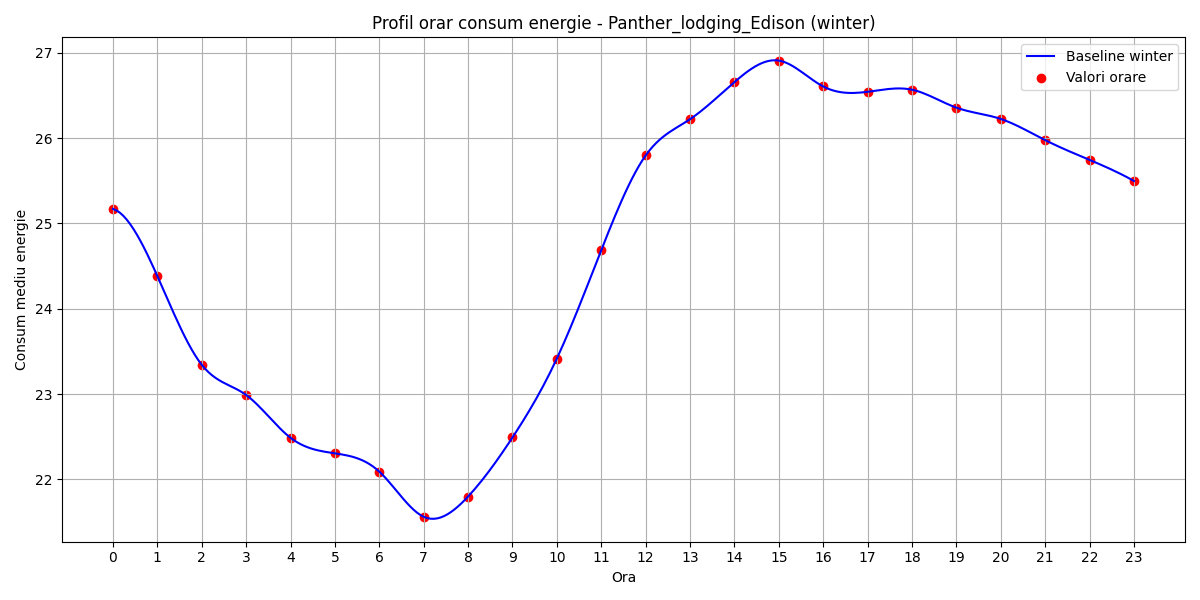 Profil orar consum energie - Panther_lodging_Edison (winter)
Baseline winter
Valori orare
Consum mediu energie
27
26
25
24
23
22
0 1 2 3 4 5 6 7 8 9 10 11 12 13 14 15 16 17 18 19 20 21 22 23
Ora